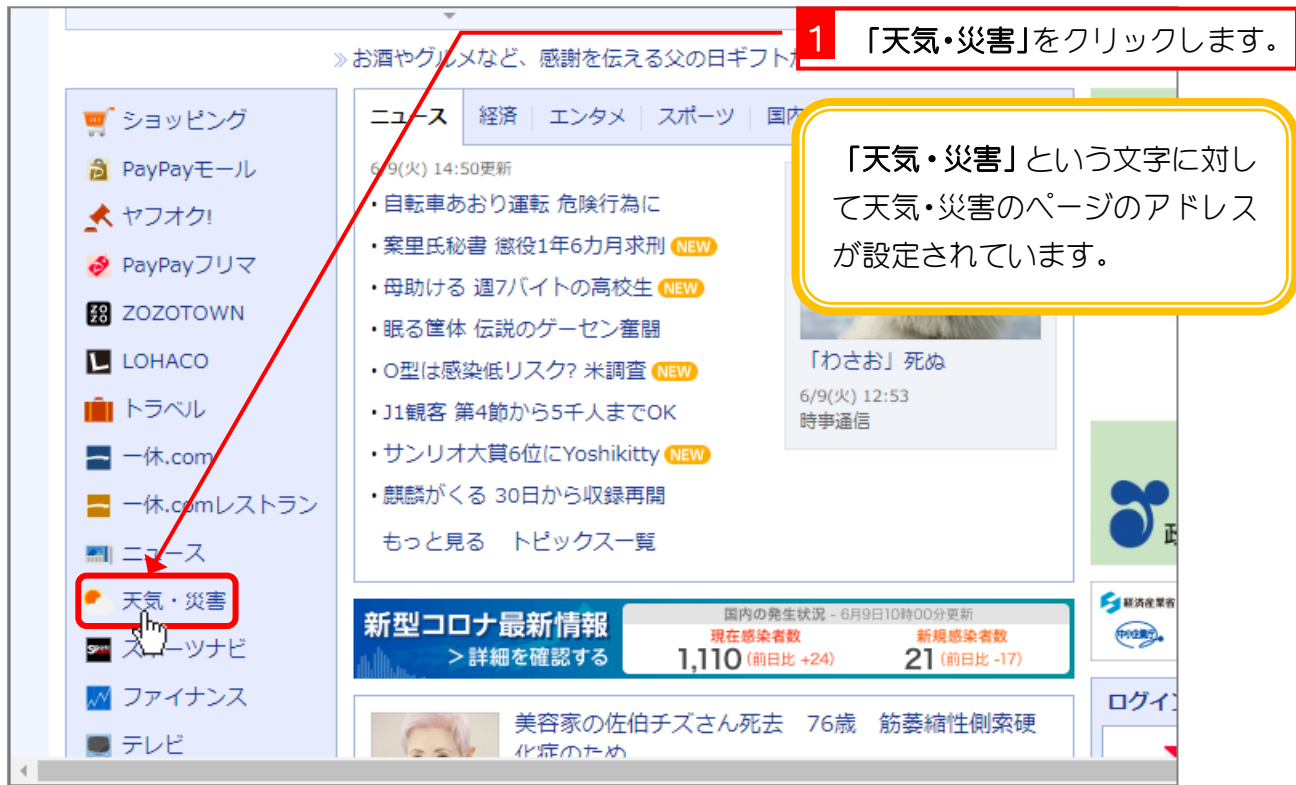 1 「天気・災害」をクリックします。
»お酒やグルメなど、感謝を伝える父の日ギフト
「天気・災害」という文字に対し
て天気・災害のページのアドレス
が設定されています。
ショッピング
PayPayモール
ヤフオク!
PayPayフリマ
ZOZOTOWN
LOHACO
トラベル
一休.com
一休.comレストラン
ニュース
天気・災害
スポーツナビ
ファイナンス
テレビ
ニュース 経済 エンタメ スポーツ 国内
6/9(火) 14:50更新
・自転車あおり運転 危険行為に
・案里氏秘書 懲役1年6カ月求刑 NEW
・母助ける 週7バイトの高校生 NEW
・眠る筐体 伝説のゲーセン奮闘
・O型は感染低リスク? 米調査 NEW
・J1観客 第4節から5千人までOK
・サンリオ大賞6位にYoshikitty NEW
・麒麟がくる 30日から収録再開
もっと見る トピックス一覧
「わさお」死ぬ
6/9(火) 12:53
時事通信
新型コロナ最新情報
>詳細を確認する
国内の発生状況 - 6月9日10時00分更新
現在感染者数 新規感染者数
1,110 (前日比 +24) 21 (前日比 -17)
美容家の佐伯チズさん死去 76歳 筋萎縮性側索硬
化症のため
経済産業省
中小企業庁
ログイン